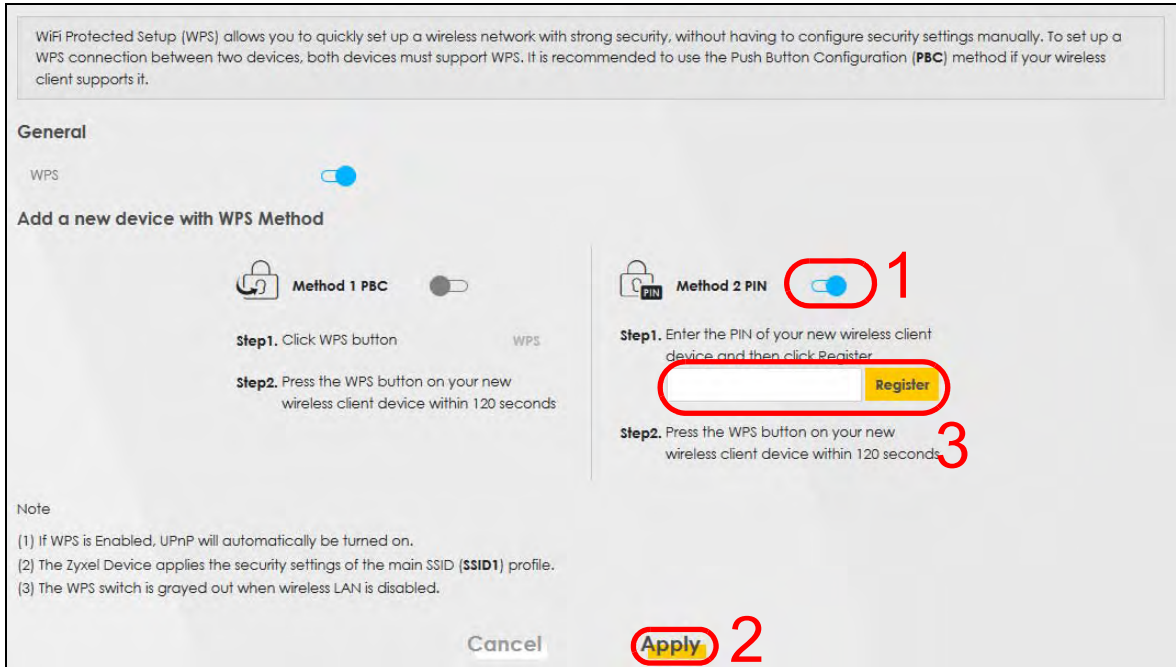 WiFi Protected Setup (WPS) allows you to quickly set up a wireless network with strong security, without having to configure security settings manually. To set up a
WPS connection between two devices, both devices must support WPS. It is recommended to use the Push Button Configuration (PBC) method if your wireless
client supports it.
General
WPS
Add a new device with WPS Method
Method 1 PBC
Step1. Click WPS button WPS
Step2. Press the WPS button on your new
wireless client device within 120 seconds
PIN Method 2 PIN 1
Step1. Enter the PIN of your new wireless client
device and then click Register
Register
3
Step2. Press the WPS button on your new
wireless client device within 120 seconds
Note
(1) If WPS is Enabled, UPnP will automatically be turned on.
(2) The Zyxel Device applies the security settings of the main SSID (SSID1) profile.
(3) The WPS switch is grayed out when wireless LAN is disabled.
Cancel Apply 2